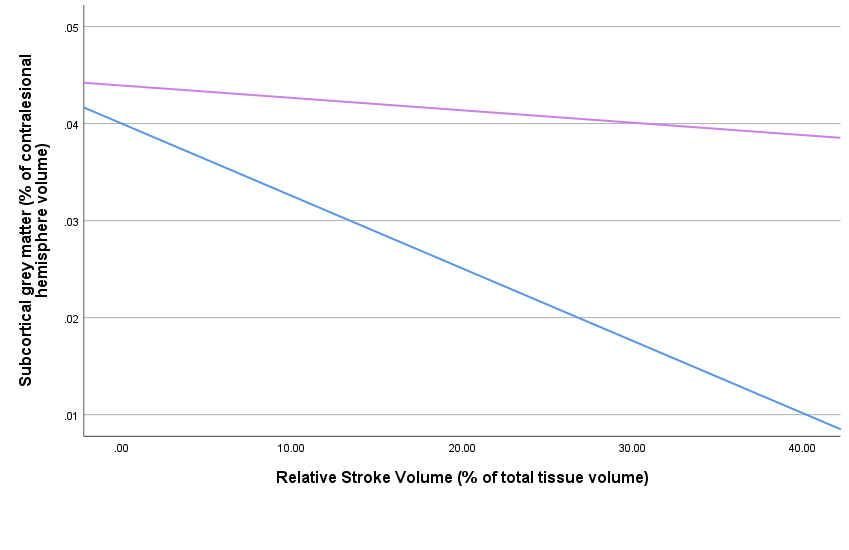 .05
.04
.03
.02
.01
Subcortical grey matter (% of contralesional
hemisphere volume)
.00 10.00 20.00 30.00 40.00
Relative Stroke Volume (% of total tissue volume)